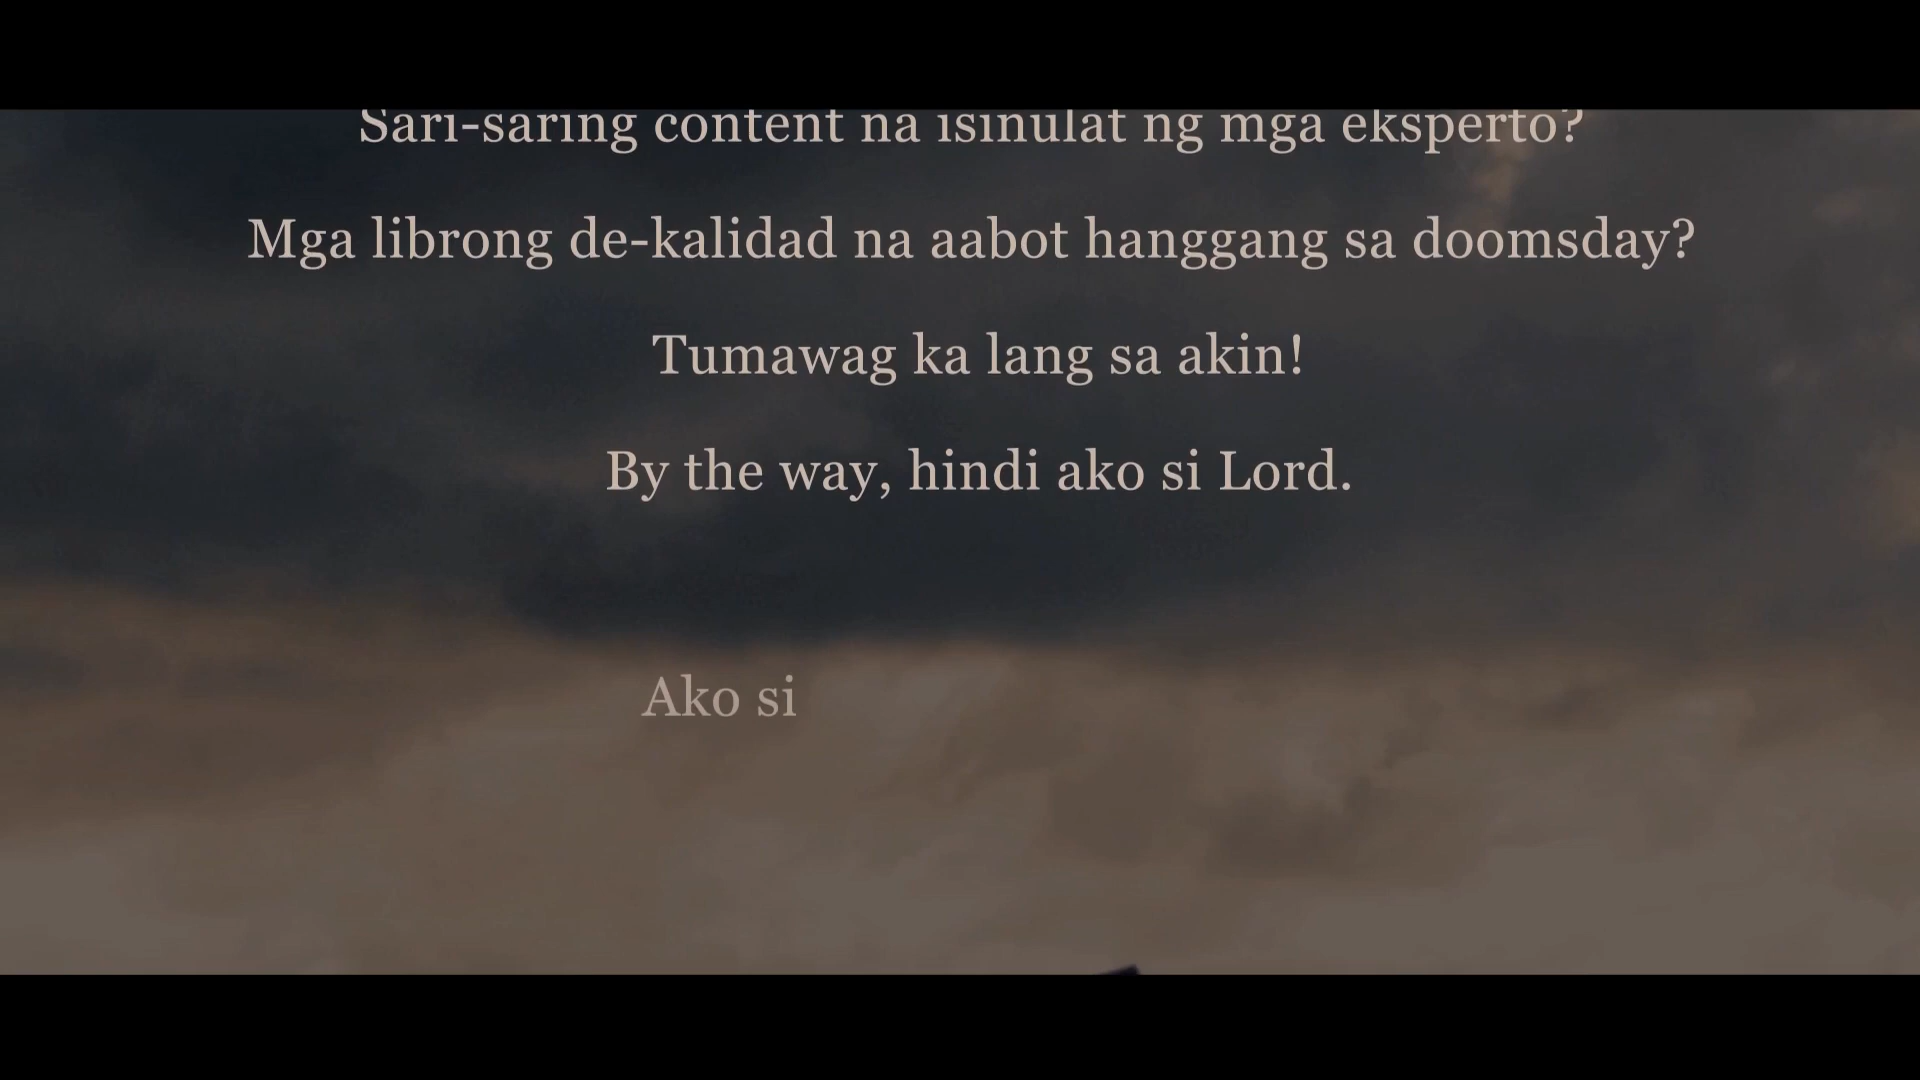 Sari-saring content na isinulat ng mga eksperto?
Mga librong de-kalidad na aabot hanggang sa doomsday?
Tumawag ka lang sa akin!
By the way, hindi ako si Lord.
Ako si